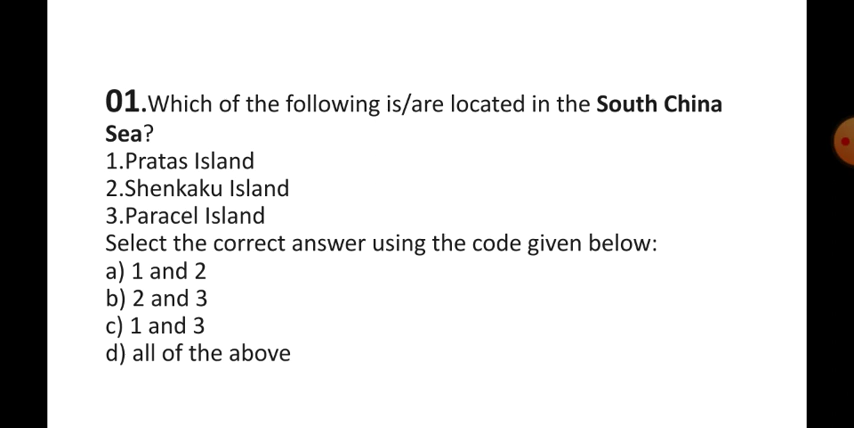 01.Which of the following is/are located in the South China
Sea?
1.Pratas Island
2.Shenkaku Island
3.Paracel Island
Select the correct answer using the code given below:
a) 1 and 2
b) 2 and 3
c) 1 and 3
d) all of the above